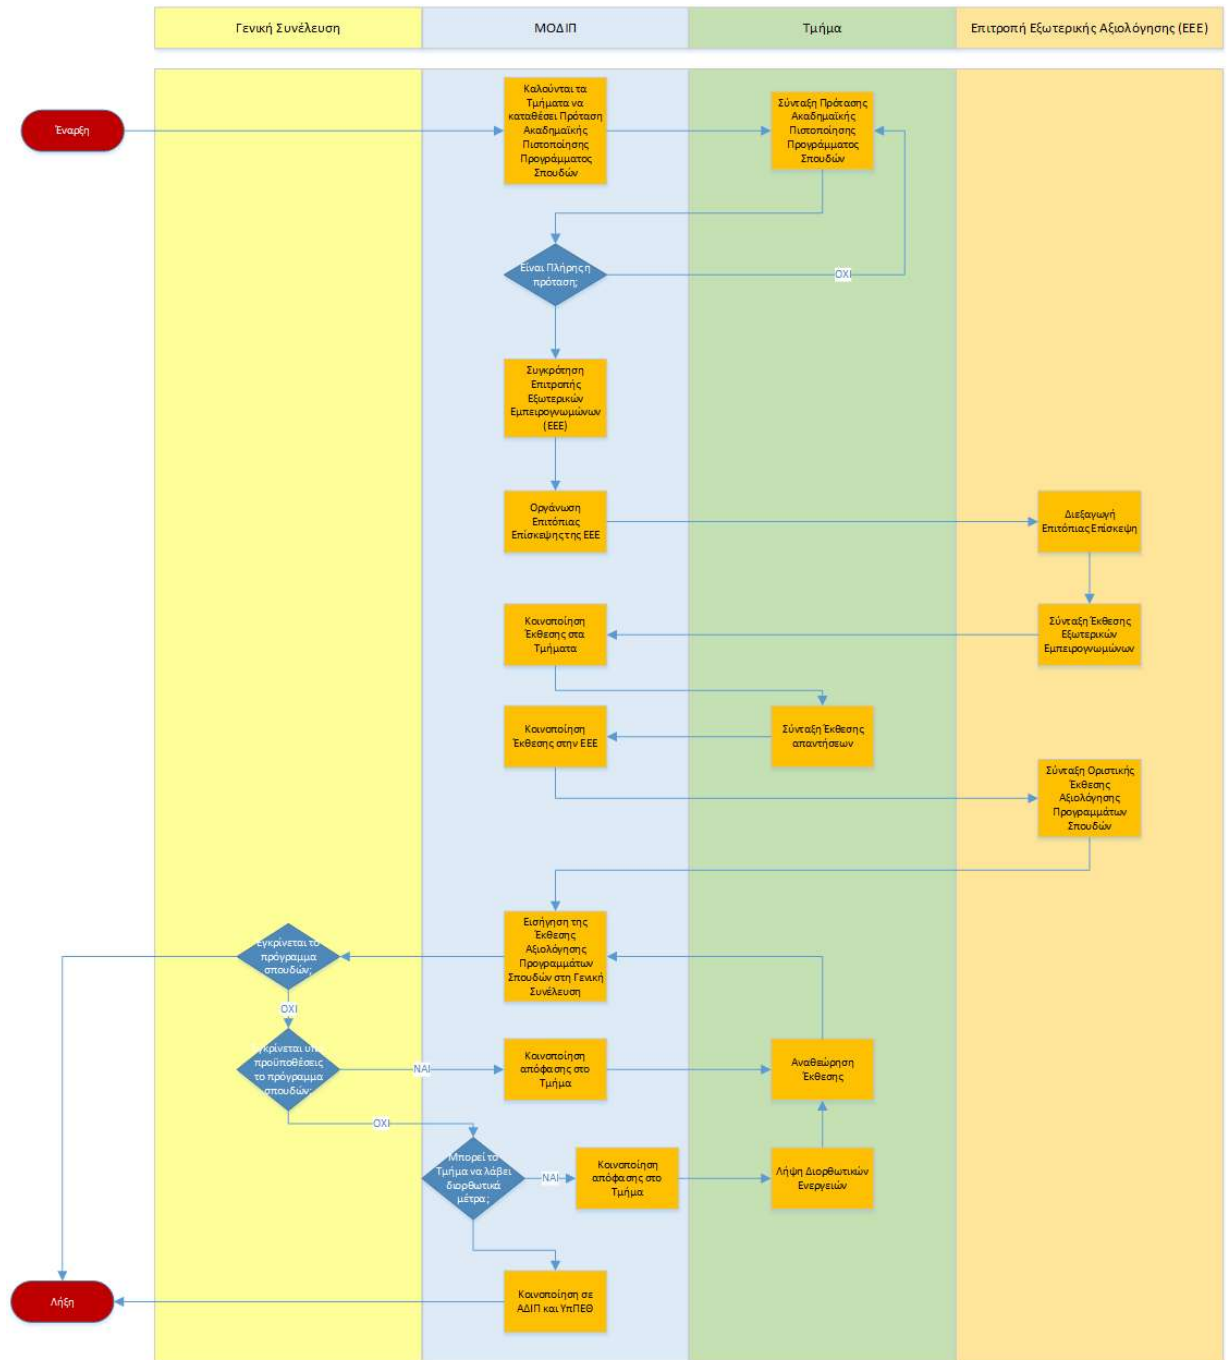 Γενική Συνέλευση
ΜΟΔΙΠ
Τμήμα
Επιτροπή Εξωτερικής Αξιολόγησης (ΕΕΕ)
Έναρξη
Καλούνται τα
Τμήματα να
καταθέσει Πρόταση
Ακαδημαϊκής
Πιστοποίησης
Προγράμματος
Σπουδών
Σύνταξη Πρότασης
Ακαδημαϊκής
Πιστοποίησης
Προγράμματος
Σπουδών
Είναι Πλήρης η
πρόταση;
ΟΧΙ
Συγκρότηση
Επιτροπής
Εξωτερικών
Εμπειρογνωμώνων
(ΕΕΕ)
Οργάνωση
Επιτόπιας
Επίσκεψης της ΕΕΕ
Διεξαγωγή
Επιτόπιας Επίσκεψη
Κοινοποίηση
Έκθεσης στα
Τμήματα
Σύνταξη Έκθεσης
Εξωτερικών
Εμπειρογνωμώνων
Κοινοποίηση
Έκθεσης στην ΕΕΕ
Σύνταξη Έκθεσης
απαντήσεων
Σύνταξη Οριστικής
Έκθεσης
Αξιολόγησης
Προγραμμάτων
Σπουδών
Εγκρίνεται το
πρόγραμμα
σπουδών;
Εισήγηση της
Έκθεσης
Αξιολόγησης
Προγραμμάτων
Σπουδών στη Γενική
Συνέλευση
ΟΧΙ
προϋποθέσεις
το πρόγραμμα
σπουδών;
ΝΑΙ
Κοινοποίηση
απόφασης στο
Τμήμα
Αναθεώρηση
Έκθεσης
ΟΧΙ
Μπορεί το
Τμήμα να λάβει
διορθωτικά
μέτρα;
ΝΑΙ
Κοινοποίηση
απόφασης στο
Τμήμα
Λήψη Διορθωτικών
Ενεργειών
Λήξη
Κοινοποίηση σε
ΑΔΙΠ και ΥπΠΕΘ